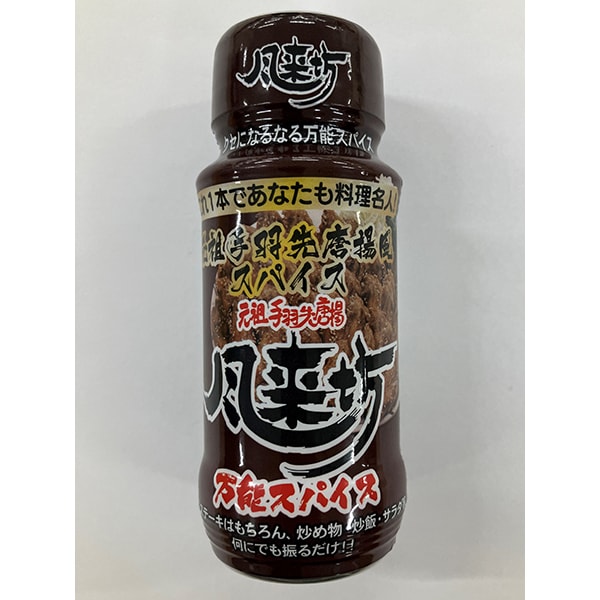 風来坊
クセになるなる万能スパイス
れ1本であなたも料理名人
元祖手羽先唐揚風
スパイス
元祖手羽先唐揚
風来坊
万能スパイス
ステーキはもちろん、炒め物・炒飯・サラダ
何にでも振るだけ!!